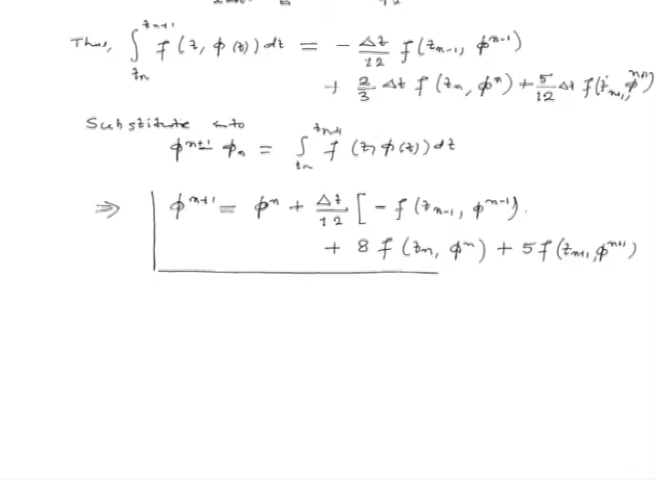 Thus, ∫_{t_n}^{t_{n+1}} f(t, φ(t)) dt = - Δt/12 f(t_{n-1}, φ^{n-1})
+ 2/3 Δt f(t_n, φ^n) + 5/12 Δt f(t_{n+1}, φ^{n+1})
Substitute into
φ^{n+1} - φ_n = ∫_{t_n}^{t_{n+1}} f(t, φ(t)) dt
⇒ φ^{n+1} = φ^n + Δt/12 [ - f(t_{n-1}, φ^{n-1})
+ 8 f(t_n, φ^n) + 5 f(t_{n+1}, φ^{n+1})